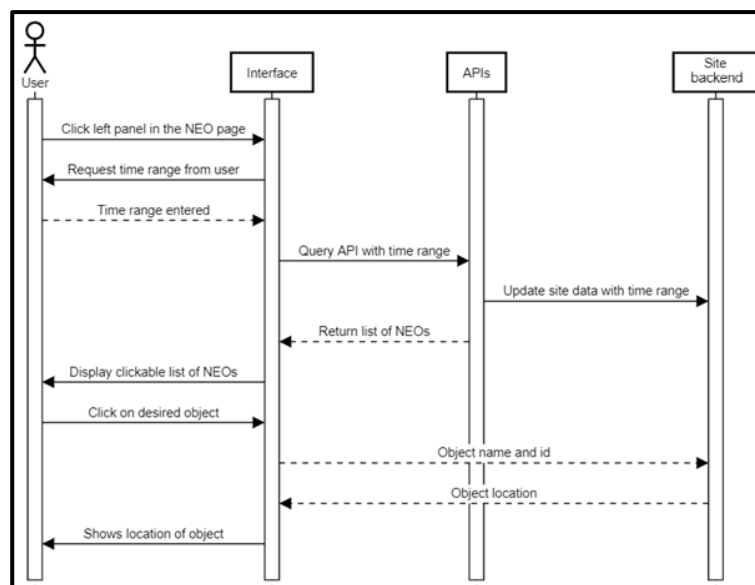 User
Interface
APIs
Site
backend
Click left panel in the NEO page
Request time range from user
Time range entered
Query API with time range
Update site data with time range
Return list of NEOs
Display clickable list of NEOs
Click on desired object
Object name and id
Object location
Shows location of object